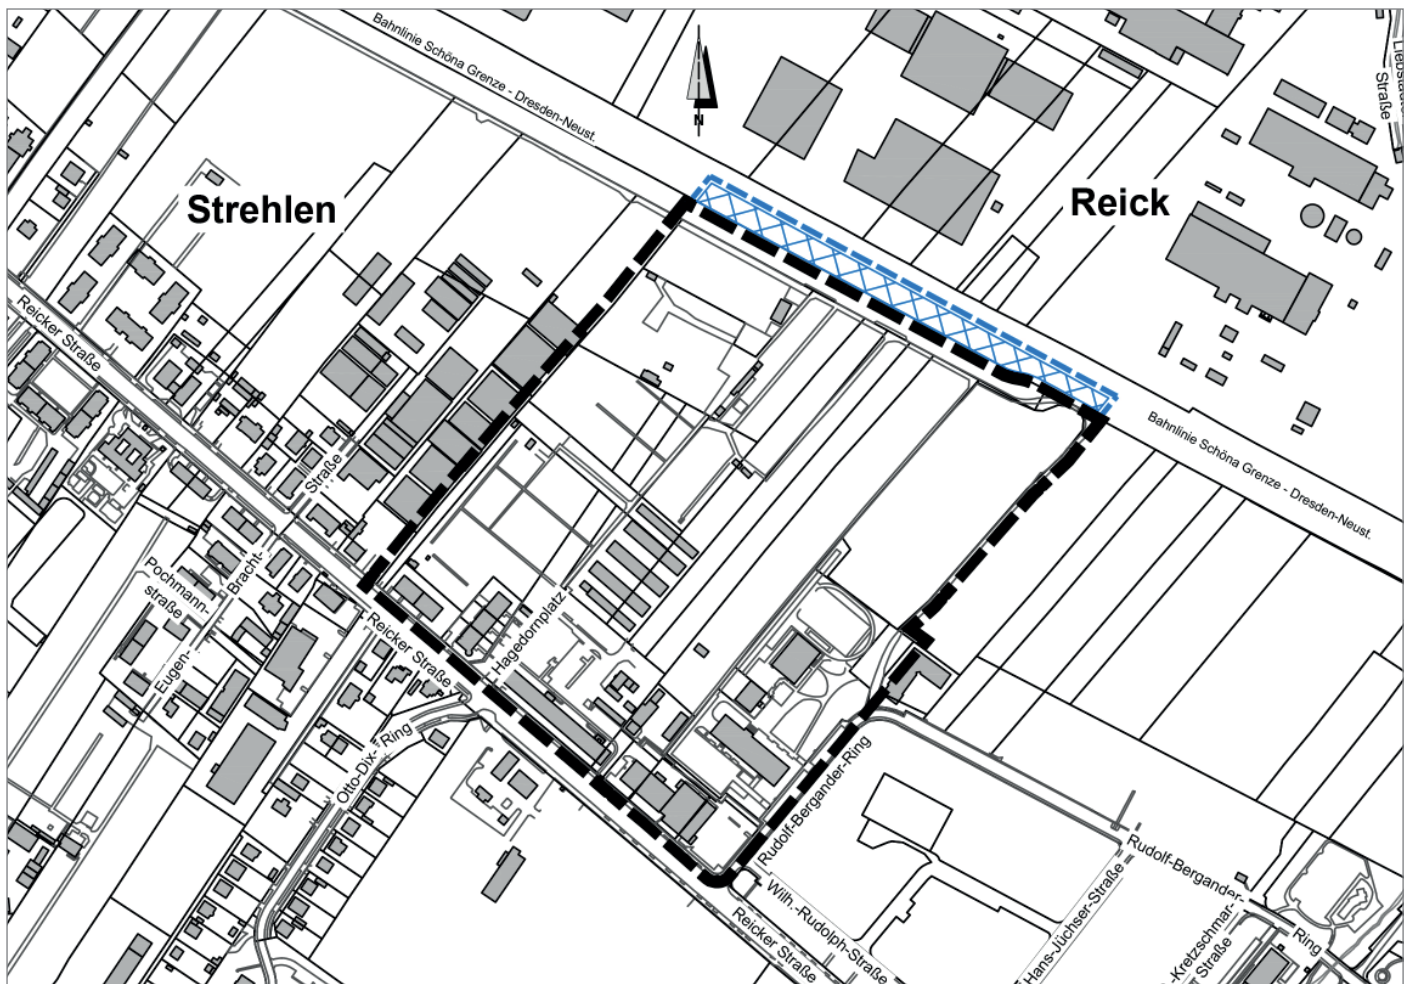 Bahnlinie Schöna Grenze - Dresden-Neust.
Straße
N
Strehlen
Reick
Reicker Straße
Bahnlinie Schöna Grenze - Dresden-Neust.
Straße
Pochmann-
straße
Bracht-
Eugen-
Hagedornplatz
Reicker Straße
Otto-Dix-
Ring
Rudolf-Bergander-Ring
Rudolf-Bergander-
Ring
Wilh.-Rudolph-Straße
Hans-Jüchser-Straße
Reicker Straße
-Kretzschmar-
Straße